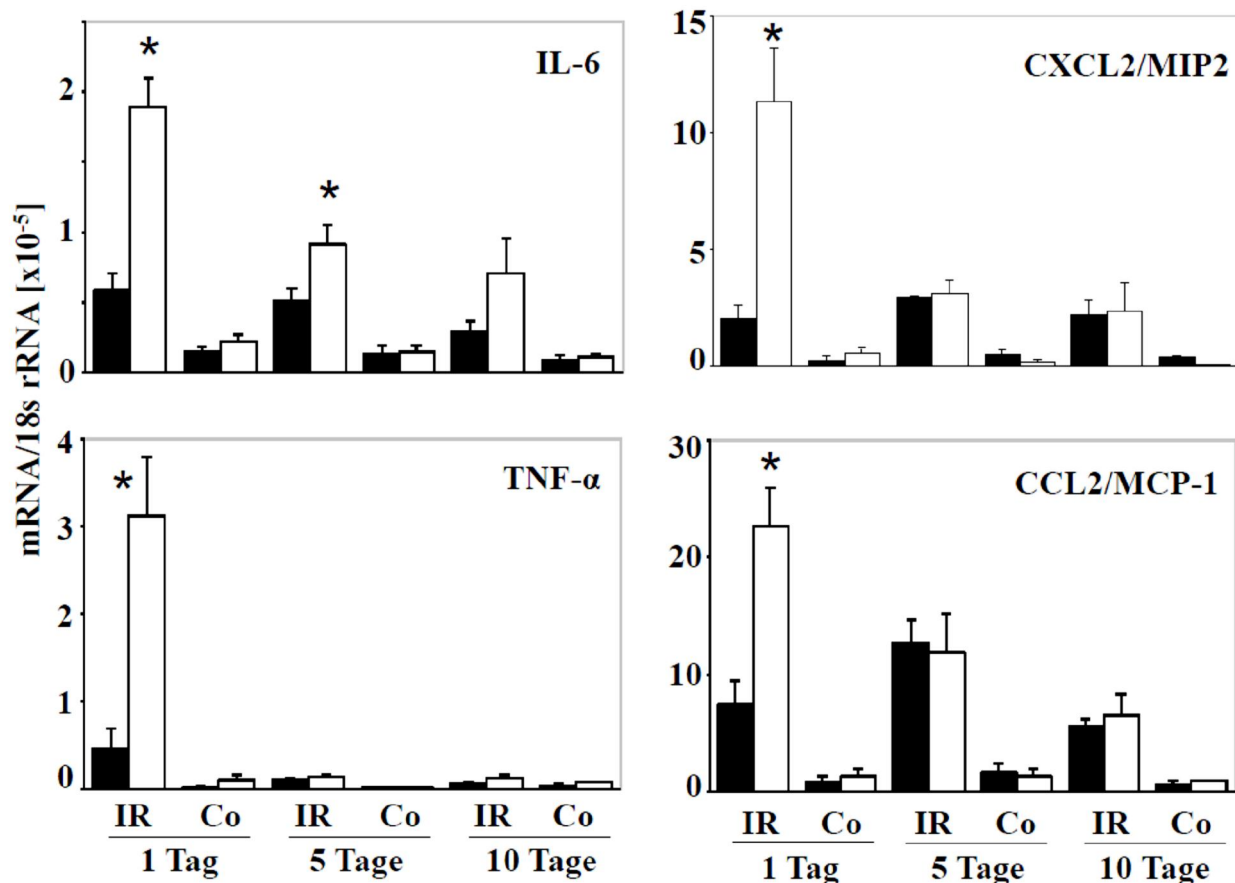 mRNA/18s rRNA [x10⁻⁵]
2
1
0
*
*
IL-6
15
10
5
0
*
CXCL2/MIP2
4
3
2
1
0
*
TNF-α
IR Co IR Co IR Co
1 Tag 5 Tage 10 Tage
30
20
10
0
*
CCL2/MCP-1
IR Co IR Co IR Co
1 Tag 5 Tage 10 Tage